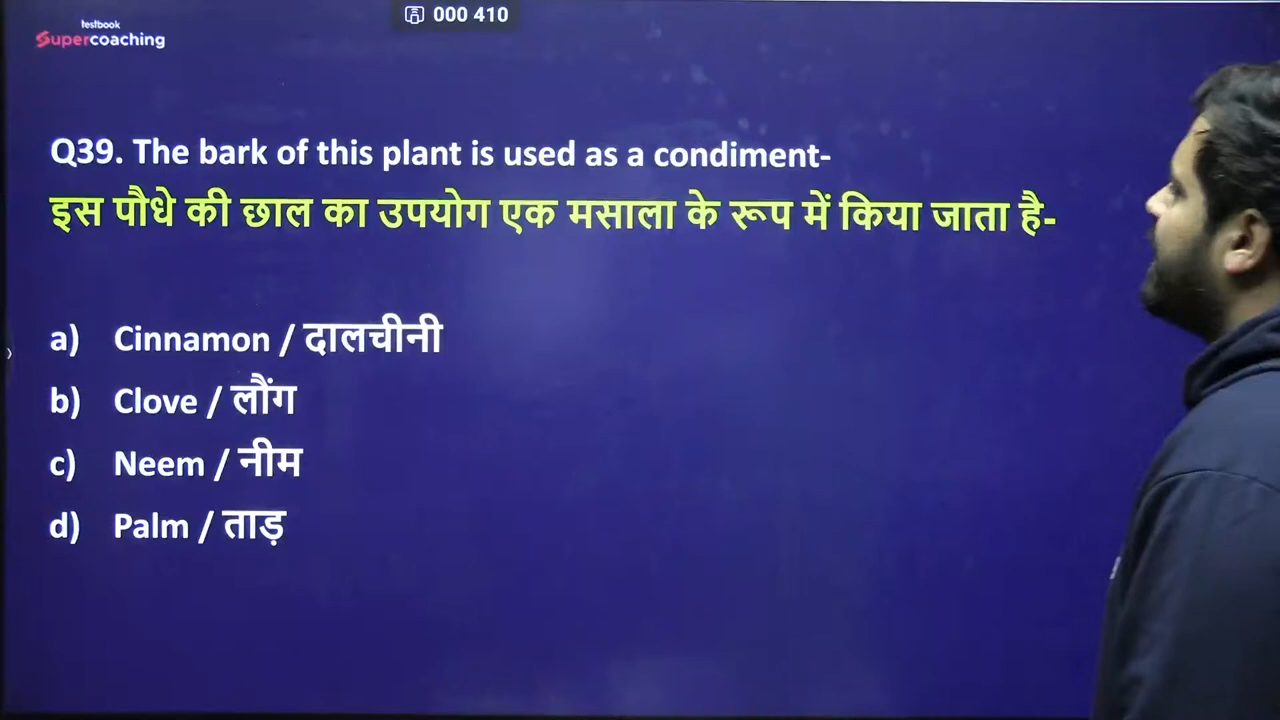 testbook
Supercoaching
000 410
Q39. The bark of this plant is used as a condiment-
इस पौधे की छाल का उपयोग एक मसाला के रूप में किया जाता है-
a) Cinnamon / दालचीनी
b) Clove / लौंग
c) Neem / नीम
d) Palm / ताड़